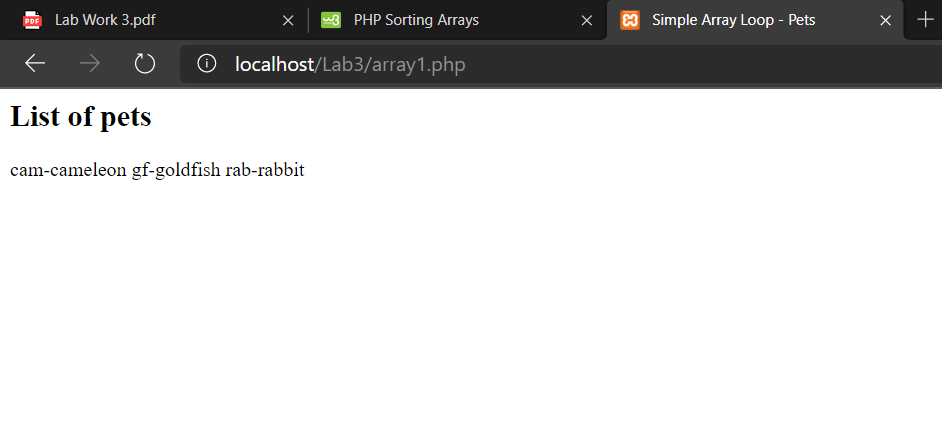 Lab Work 3.pdf
PHP Sorting Arrays
Simple Array Loop - Pets
localhost/Lab3/array1.php
List of pets
cam-cameleon gf-goldfish rab-rabbit